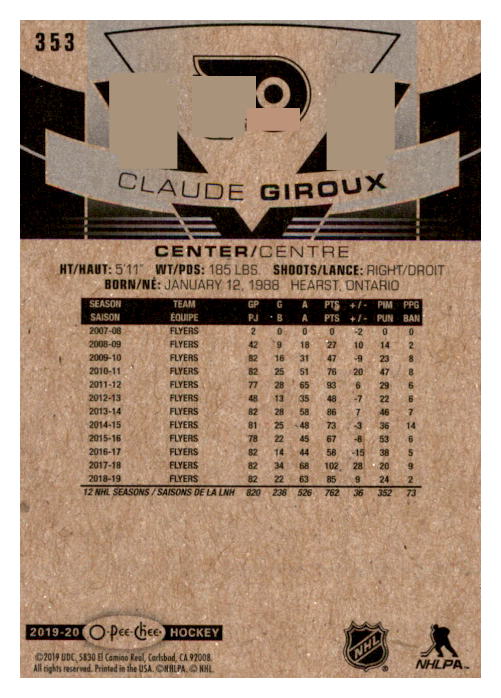 353
CLAUDE GIROUX
CENTER/CENTRE
HT/HAUT: 5'11" WT/POS: 185 LBS. SHOOTS/LANCE: RIGHT/DROIT
BORN/NÉ: JANUARY 12, 1988 HEARST, ONTARIO
SEASON TEAM GP G A PTS +/- PIM PPG
SAISON ÉQUIPE PJ B A PTS +/- PUN BAN
2007-08 FLYERS 2 0 0 0 -2 0 0
2008-09 FLYERS 42 9 18 27 10 14 2
2009-10 FLYERS 82 16 31 47 -9 23 8
2010-11 FLYERS 82 25 51 76 20 47 8
2011-12 FLYERS 77 28 65 93 6 29 6
2012-13 FLYERS 48 13 35 48 -7 22 6
2013-14 FLYERS 82 28 58 86 7 46 7
2014-15 FLYERS 81 25 48 73 -3 36 14
2015-16 FLYERS 78 22 45 67 -8 53 6
2016-17 FLYERS 82 14 44 58 -15 38 5
2017-18 FLYERS 82 34 68 102 28 20 9
2018-19 FLYERS 82 22 63 85 9 24 2
12 NHL SEASONS / SAISONS DE LA LNH 820 236 526 762 36 352 73
2019-20 O-Pee-Chee HOCKEY
©2019 UDC, 5830 El Camino Real, Carlsbad, CA 92008.
All rights reserved. Printed in the USA. ©NHLPA. © NHL.
NHL
NHLPA